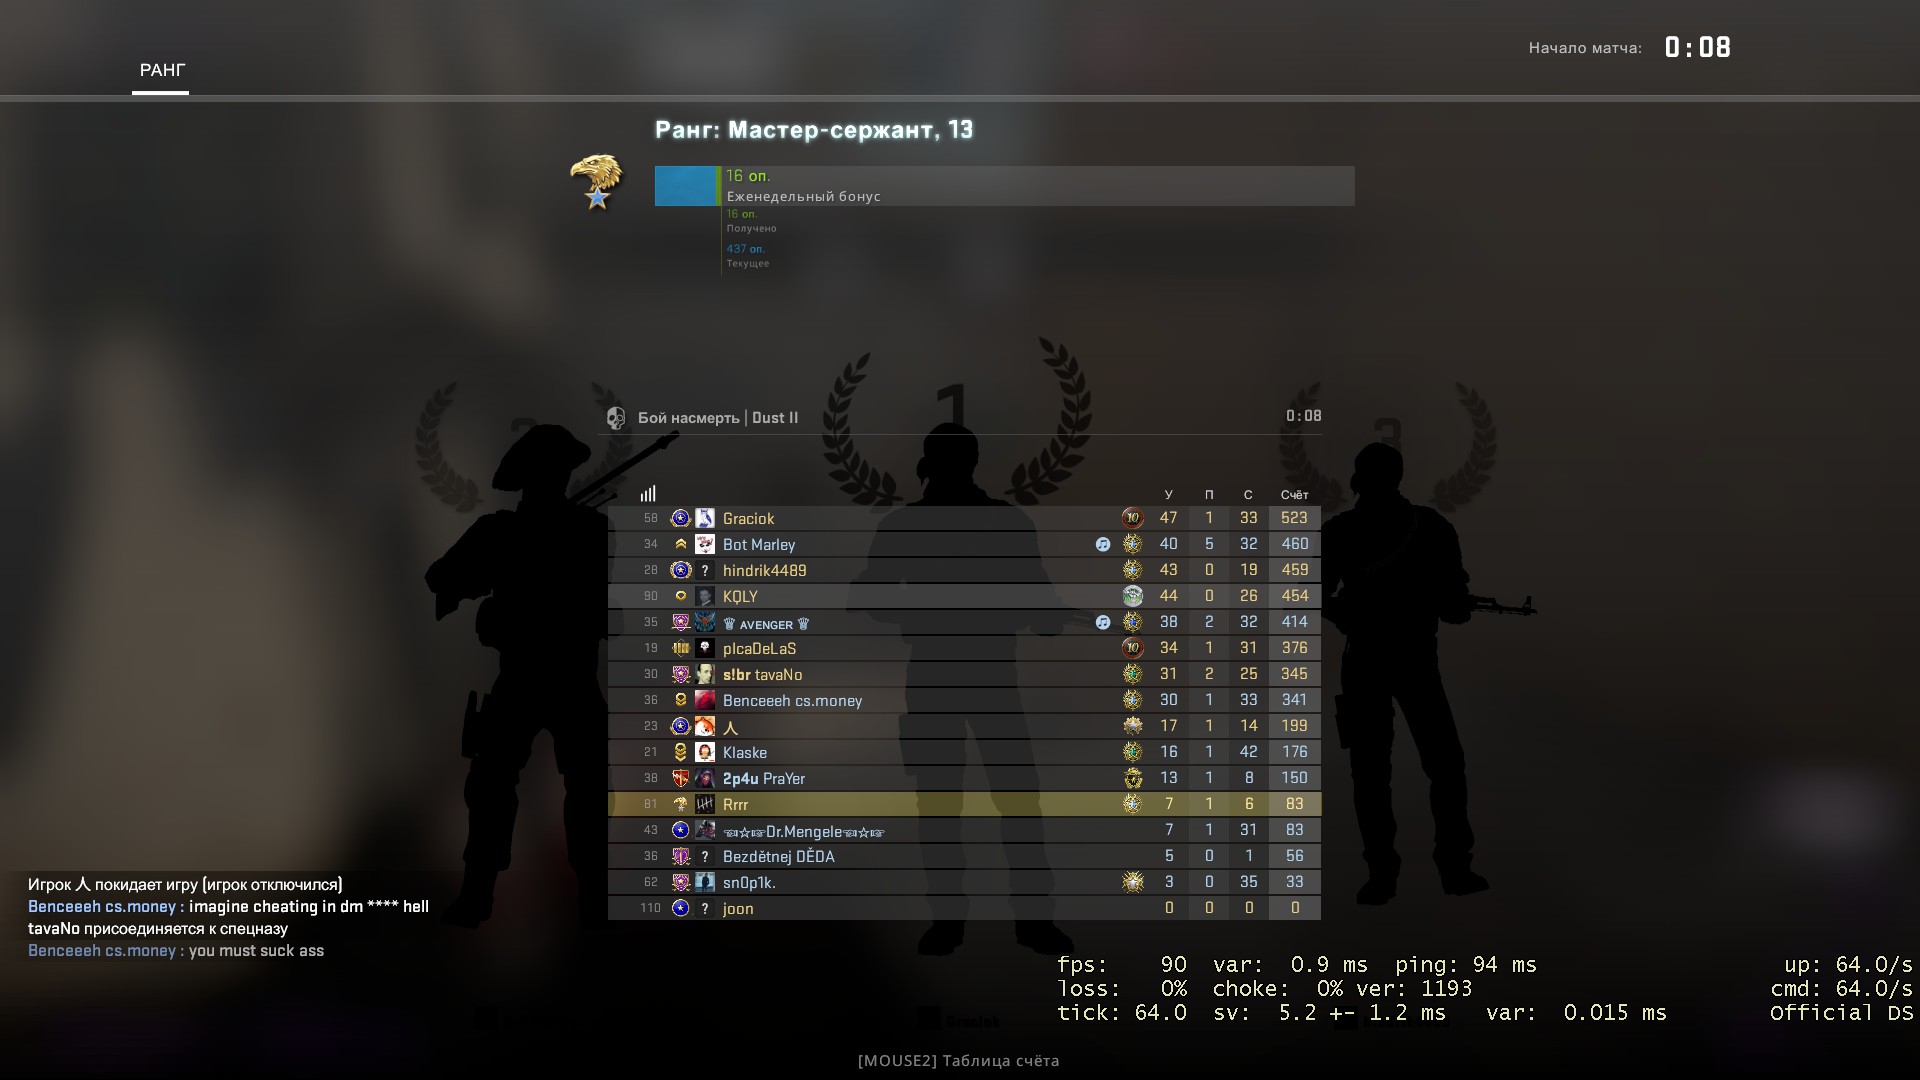 РАНГ
Начало матча: 0:08
Ранг: Мастер-сержант, 13
16 оп.
Еженедельный бонус
16 оп.
Получено
437 оп.
Текущее
1
3
Бой насмерть | Dust II 0:08
У П С Счёт
58 Graciok 10 47 1 33 523
34 Bot Marley 40 5 32 460
28 ? hindrik4489 43 0 19 459
90 KQLY 44 0 26 454
35 ♕ AVENGER ♕ 38 2 32 414
19 pIcaDeLaS 10 34 1 31 376
30 s!br tavaNo 31 2 25 345
36 Benceeeh cs.money 30 1 33 341
23 人 17 1 14 199
21 Klaske 16 1 42 176
38 2p4u PraYer 13 1 8 150
81 Rrrr 7 1 6 83
43 ☜☆☞Dr.Mengele☜☆☞ 7 1 31 83
36 ? Bezdětnej DĚDA 5 0 1 56
62 sn0p1k. 3 0 35 33
110 ? joon 0 0 0 0
Игрок 人 покидает игру (игрок отключился)
Benceeeh cs.money : imagine cheating in dm **** hell
tavaNo присоединяется к спецназу
Benceeeh cs.money : you must suck ass
fps: 90 var: 0.9 ms ping: 94 ms up: 64.0/s
loss: 0% choke: 0% ver: 1193 cmd: 64.0/s
tick: 64.0 sv: 5.2 +- 1.2 ms var: 0.015 ms Official DS
Graciok
[MOUSE2] Таблица счёта